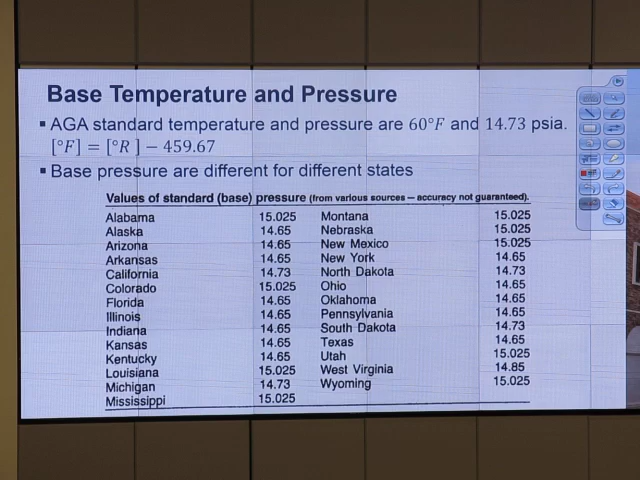 Base Temperature and Pressure
▪ AGA standard temperature and pressure are 60°F and 14.73 psia.
[°F] = [°R ] − 459.67
▪ Base pressure are different for different states
Values of standard (base) pressure (from various sources — accuracy not guaranteed).
Alabama 15.025 Montana 15.025
Alaska 14.65 Nebraska 15.025
Arizona 14.65 New Mexico 15.025
Arkansas 14.65 New York 14.65
California 14.73 North Dakota 14.73
Colorado 15.025 Ohio 14.65
Florida 14.65 Oklahoma 14.65
Illinois 14.65 Pennsylvania 14.65
Indiana 14.65 South Dakota 14.73
Kansas 14.65 Texas 14.65
Kentucky 14.65 Utah 15.025
Louisiana 15.025 West Virginia 14.85
Michigan 14.73 Wyoming 15.025
Mississippi 15.025